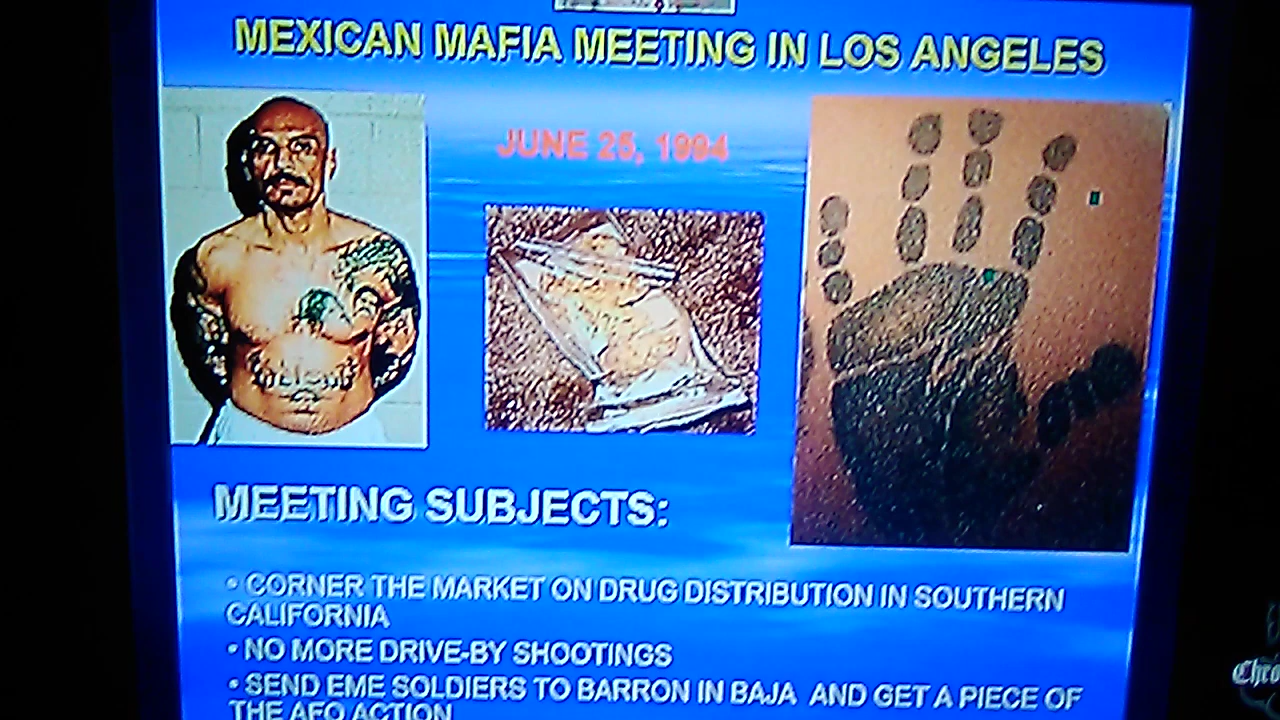 MEXICAN MAFIA MEETING IN LOS ANGELES
JUNE 25, 1994
MEETING SUBJECTS:
• CORNER THE MARKET ON DRUG DISTRIBUTION IN SOUTHERN
CALIFORNIA
• NO MORE DRIVE-BY SHOOTINGS
• SEND EME SOLDIERS TO BARRON IN BAJA AND GET A PIECE OF
THE AFO ACTION